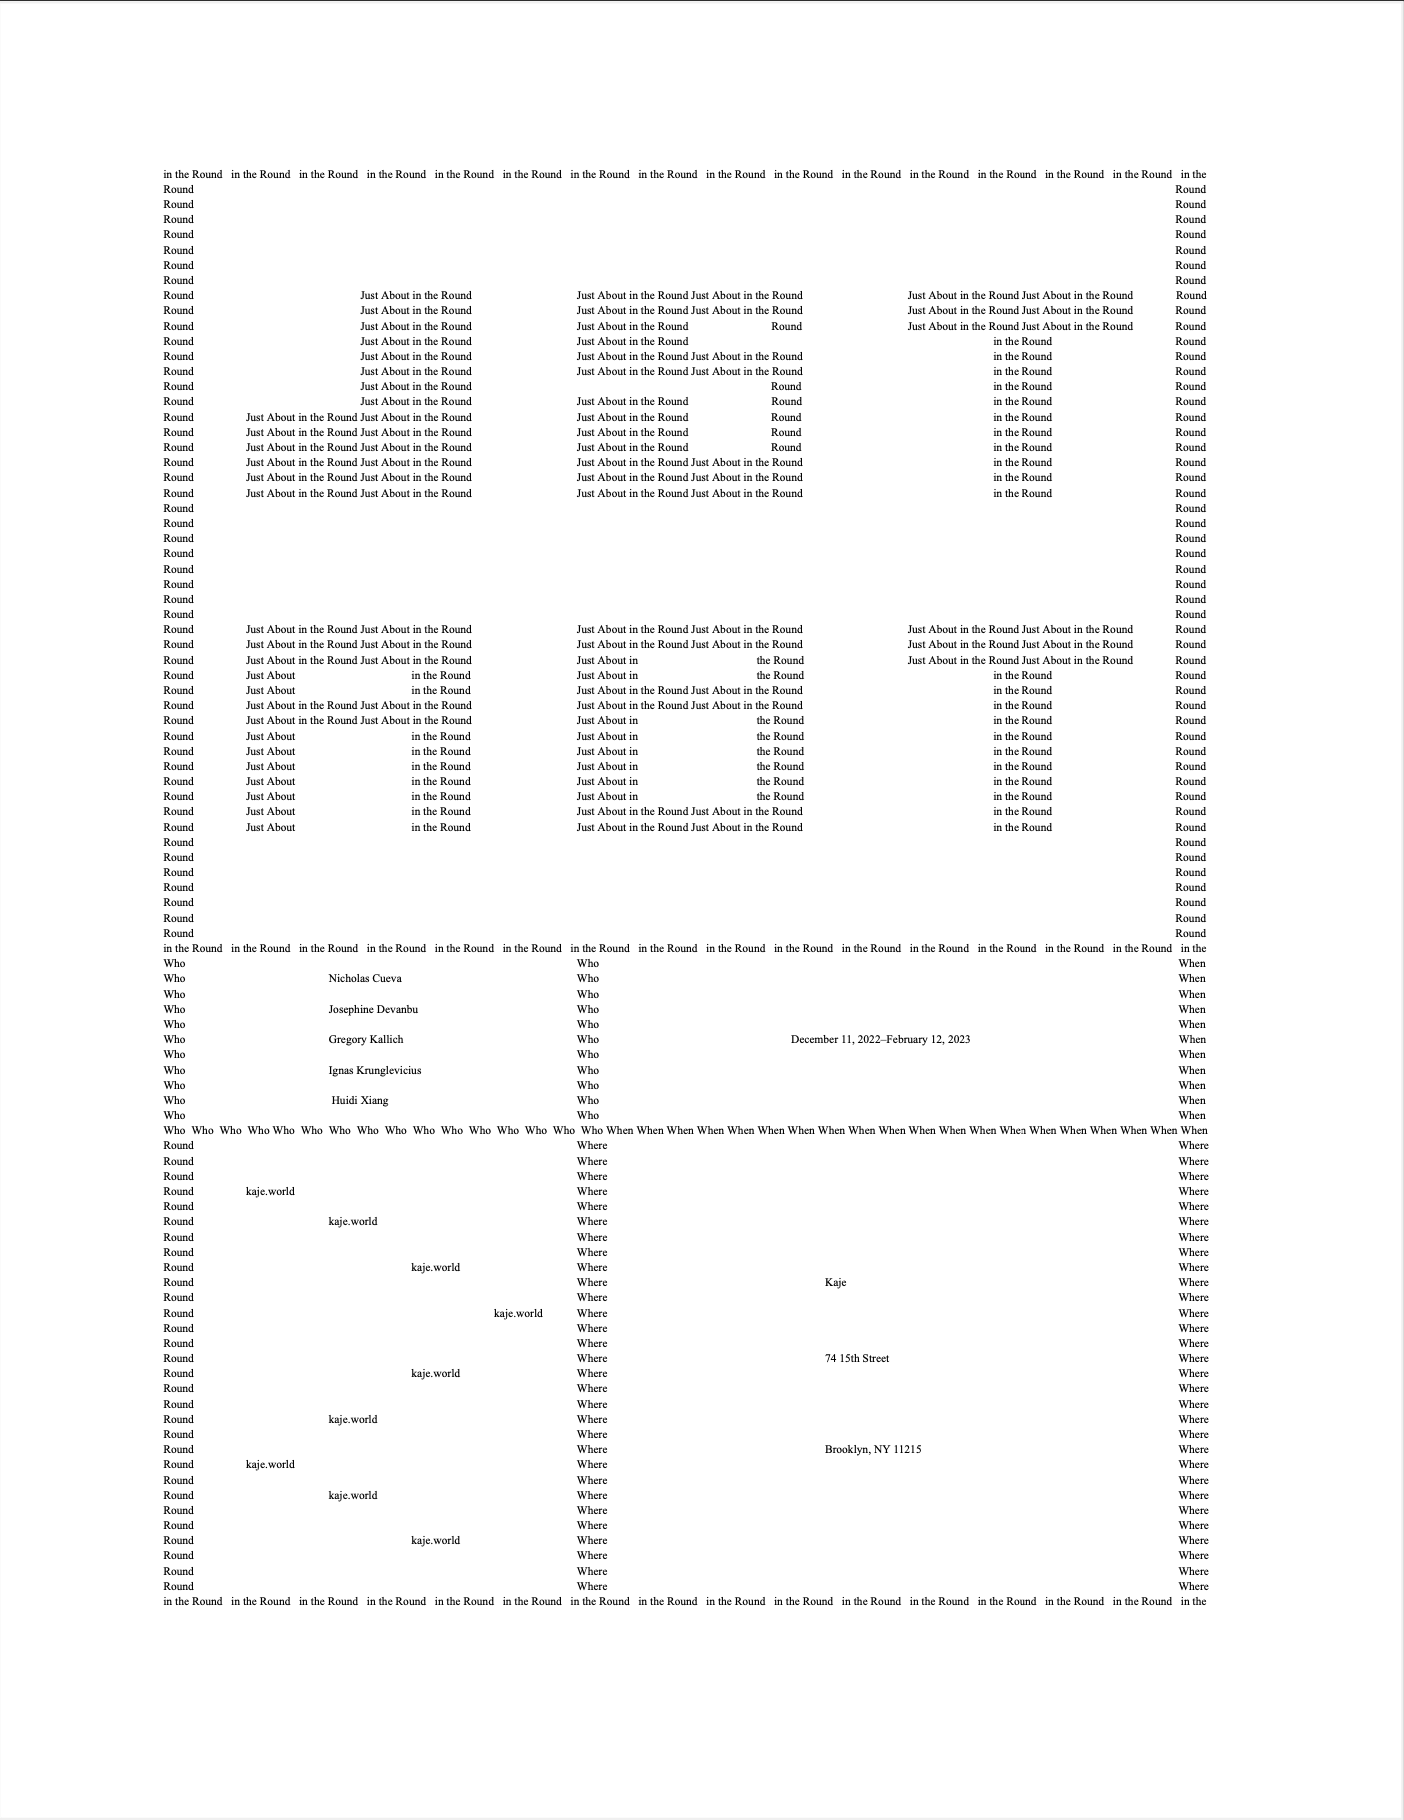 in the Round in the Round in the Round in the Round in the Round in the Round in the Round in the Round in the Round in the Round in the Round in the Round in the Round in the Round in the Round in the
Round Round
Round Round
Round Round
Round Round
Round Round
Round Round
Round Round
Round Just About in the Round Just About in the Round Just About in the Round Just About in the Round Just About in the Round Round
Round Just About in the Round Just About in the Round Just About in the Round Just About in the Round Just About in the Round Round
Round Just About in the Round Just About in the Round Round Just About in the Round Just About in the Round Round
Round Just About in the Round Just About in the Round in the Round Round
Round Just About in the Round Just About in the Round Just About in the Round in the Round Round
Round Just About in the Round Just About in the Round Just About in the Round in the Round Round
Round Just About in the Round Round in the Round Round
Round Just About in the Round Just About in the Round Round in the Round Round
Round Just About in the Round Just About in the Round Just About in the Round Round in the Round Round
Round Just About in the Round Just About in the Round Just About in the Round Round in the Round Round
Round Just About in the Round Just About in the Round Just About in the Round Round in the Round Round
Round Just About in the Round Just About in the Round Just About in the Round Just About in the Round in the Round Round
Round Just About in the Round Just About in the Round Just About in the Round Just About in the Round in the Round Round
Round Just About in the Round Just About in the Round Just About in the Round Just About in the Round in the Round Round
Round Round
Round Round
Round Round
Round Round
Round Round
Round Round
Round Round
Round Round
Round Just About in the Round Just About in the Round Just About in the Round Just About in the Round Just About in the Round Just About in the Round Round
Round Just About in the Round Just About in the Round Just About in the Round Just About in the Round Just About in the Round Just About in the Round Round
Round Just About in the Round Just About in the Round Just About in the Round Just About in the Round Just About in the Round Round
Round Just About in the Round Just About in the Round in the Round Round
Round Just About in the Round Just About in the Round Just About in the Round in the Round Round
Round Just About in the Round Just About in the Round Just About in the Round Just About in the Round in the Round Round
Round Just About in the Round Just About in the Round Just About in the Round in the Round Round
Round Just About in the Round Just About in the Round in the Round Round
Round Just About in the Round Just About in the Round in the Round Round
Round Just About in the Round Just About in the Round in the Round Round
Round Just About in the Round Just About in the Round in the Round Round
Round Just About in the Round Just About in the Round in the Round Round
Round Just About in the Round Just About in the Round Just About in the Round in the Round Round
Round Just About in the Round Just About in the Round Just About in the Round in the Round Round
Round Round
Round Round
Round Round
Round Round
Round Round
Round Round
Round Round
in the Round in the Round in the Round in the Round in the Round in the Round in the Round in the Round in the Round in the Round in the Round in the Round in the Round in the Round in the Round in the
Who Who When
Who Nicholas Cueva Who When
Who Who When
Who Josephine Devanbu Who When
Who Who When
Who Gregory Kallich Who December 11, 2022–February 12, 2023 When
Who Who When
Who Ignas Krunglevicius Who When
Who Who When
Who Huidi Xiang Who When
Who Who When
Who Who Who Who Who Who Who Who Who Who Who Who Who Who Who Who When When When When When When When When When When When When When When When When When When When When
Round Where Where
Round Where Where
Round Where Where
Round kaje.world Where Where
Round Where Where
Round kaje.world Where Where
Round Where Where
Round Where Where
Round kaje.world Where Where
Round Where Kaje Where
Round Where Where
Round kaje.world Where Where
Round Where Where
Round Where Where
Round Where 74 15th Street Where
Round kaje.world Where Where
Round Where Where
Round Where Where
Round kaje.world Where Where
Round Where Where
Round Where Brooklyn, NY 11215 Where
Round kaje.world Where Where
Round Where Where
Round kaje.world Where Where
Round Where Where
Round Where Where
Round kaje.world Where Where
Round Where Where
Round Where Where
Round Where Where
in the Round in the Round in the Round in the Round in the Round in the Round in the Round in the Round in the Round in the Round in the Round in the Round in the Round in the Round in the Round in the